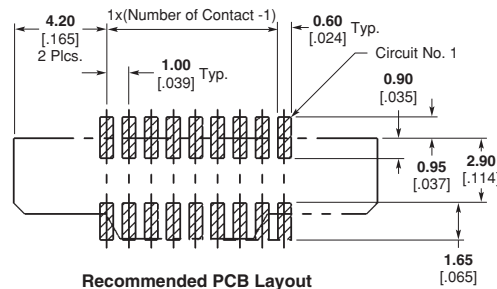 4.20
[.165]
2 Plcs.
1x(Number of Contact -1)
0.60 Typ.
[.024]
Circuit No. 1
1.00 Typ.
[.039]
0.90
[.035]
0.95
[.037]
2.90
[.114]
1.65
[.065]
Recommended PCB Layout